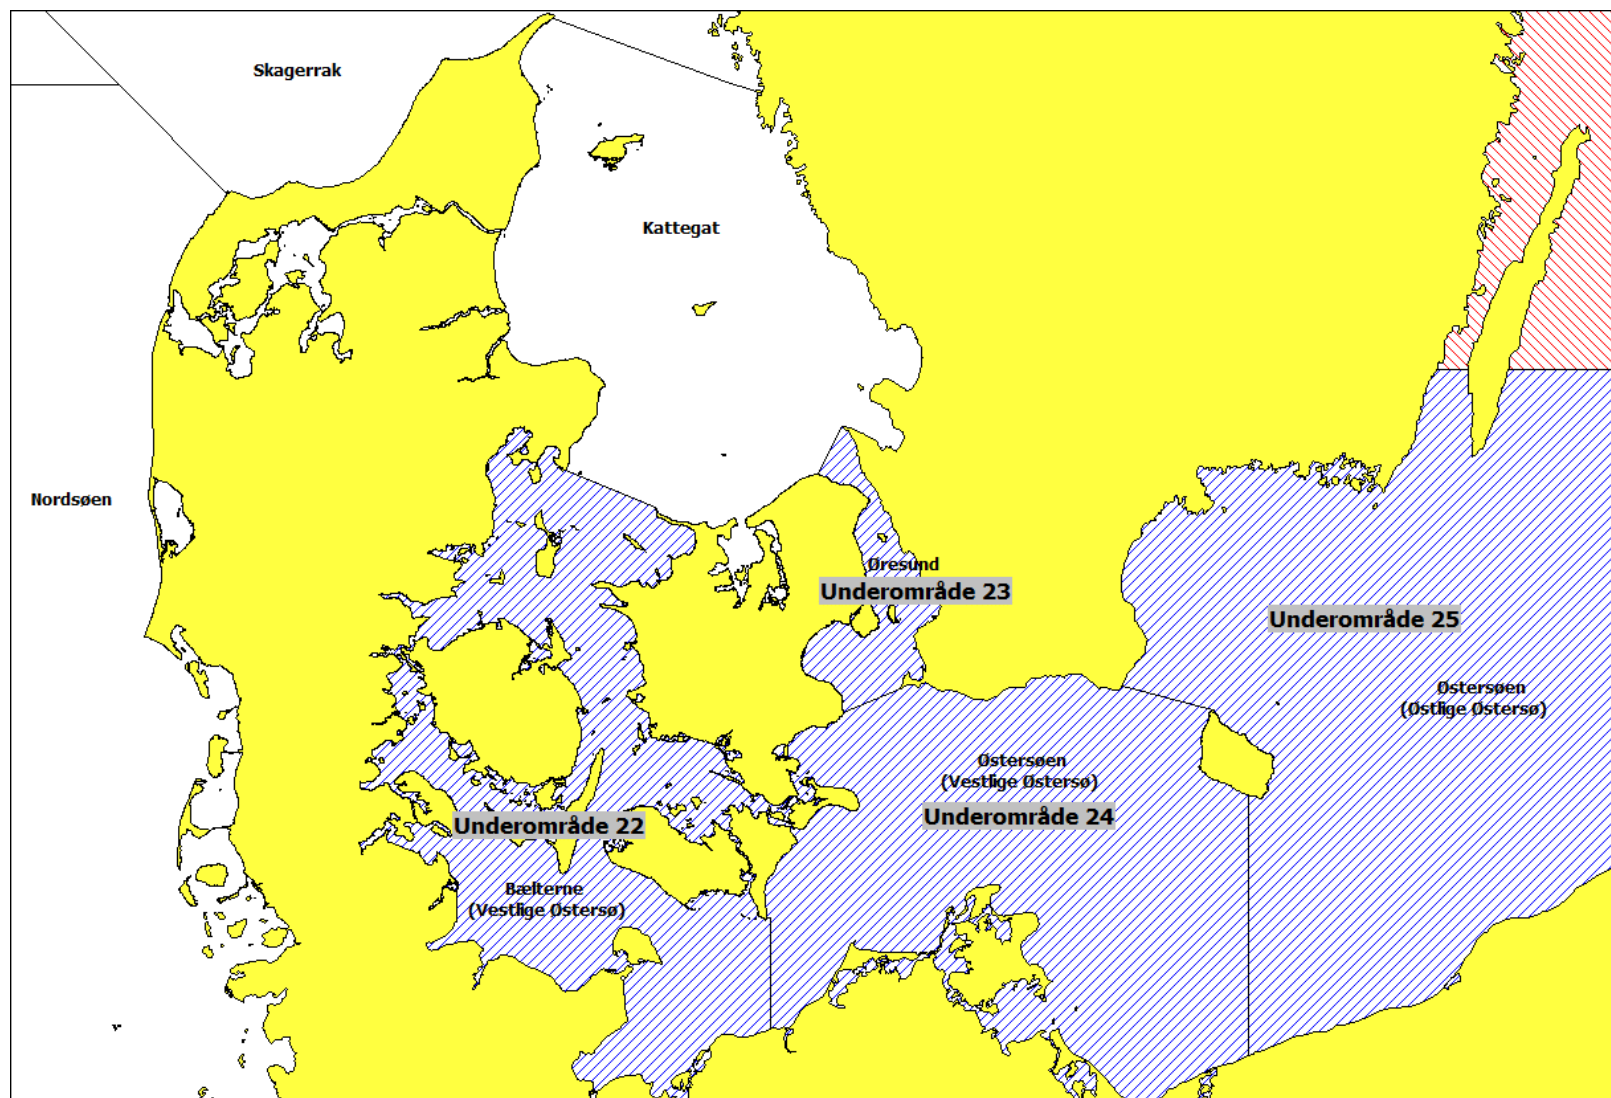 Skagerrak
Kattegat
Nordsøen
Øresund
Underområde 23
Underområde 25
Østersøen
(Østlige Østersø)
Østersøen
(Vestlige Østersø)
Underområde 24
Underområde 22
Bælterne
(Vestlige Østersø)